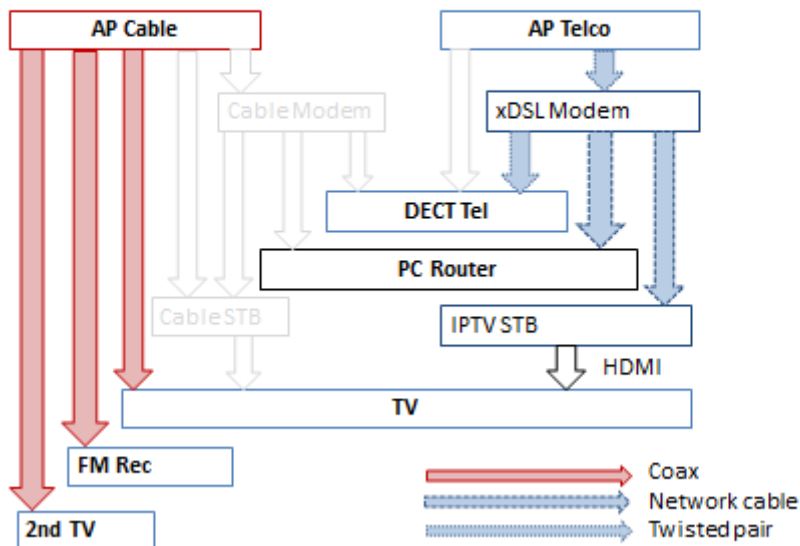 AP Cable
AP Telco
Cable Modem
xDSL Modem
DECT Tel
PC Router
Cable STB
IPTV STB
HDMI
TV
FM Rec
Coax
Network cable
2nd TV
Twisted pair